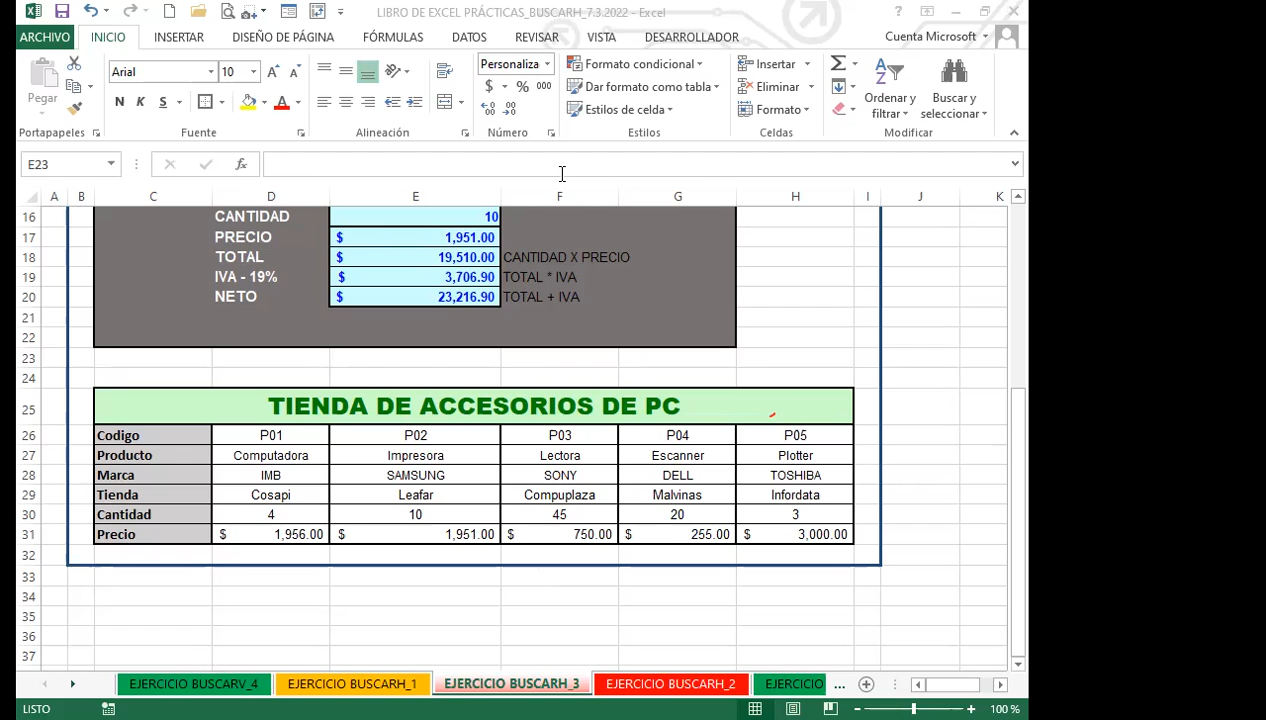 LIBRO DE EXCEL PRÁCTICAS_BUSCARH_7.3.2022 - Excel
ARCHIVO INICIO INSERTAR DISEÑO DE PÁGINA FÓRMULAS DATOS REVISAR VISTA DESARROLLADOR Cuenta Microsoft
Pegar
Arial 10
N K S
Personaliza
$ % 000
Formato condicional
Dar formato como tabla
Estilos de celda
Insertar
Eliminar
Formato
Ordenar y filtrar
Buscar y seleccionar
Portapapeles Fuente Alineación Número Estilos Celdas Modificar
E23 fx
A B C D E F G H I J K
16 CANTIDAD 10
17 PRECIO $ 1,951.00
18 TOTAL $ 19,510.00 CANTIDAD X PRECIO
19 IVA - 19% $ 3,706.90 TOTAL * IVA
20 NETO $ 23,216.90 TOTAL + IVA
21
22
23
24
25 TIENDA DE ACCESORIOS DE PC
26 Codigo P01 P02 P03 P04 P05
27 Producto Computadora Impresora Lectora Escanner Plotter
28 Marca IMB SAMSUNG SONY DELL TOSHIBA
29 Tienda Cosapi Leafar Compuplaza Malvinas Infordata
30 Cantidad 4 10 45 20 3
31 Precio $ 1,956.00 $ 1,951.00 $ 750.00 $ 255.00 $ 3,000.00
32
33
34
35
36
37
EJERCICIO BUSCARV_4 EJERCICIO BUSCARH_1 EJERCICIO BUSCARH_3 EJERCICIO BUSCARH_2 EJERCICIO ...
LISTO 100 %